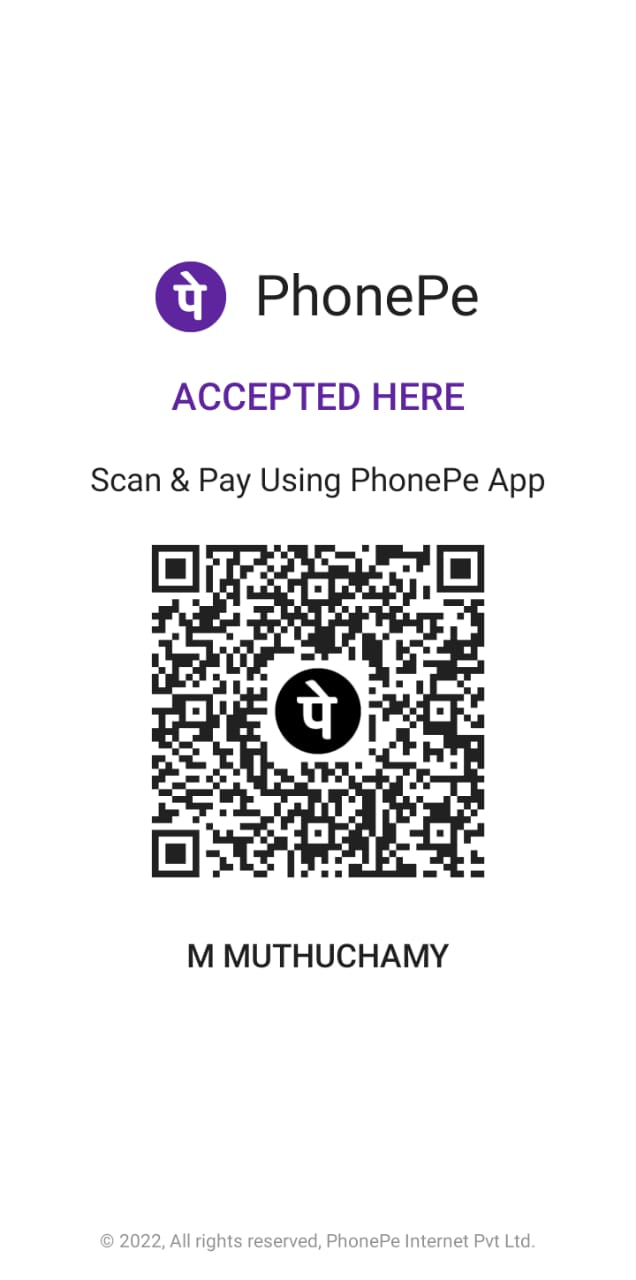 पे PhonePe
ACCEPTED HERE
Scan & Pay Using PhonePe App
पे
M MUTHUCHAMY
© 2022, All rights reserved, PhonePe Internet Pvt Ltd.